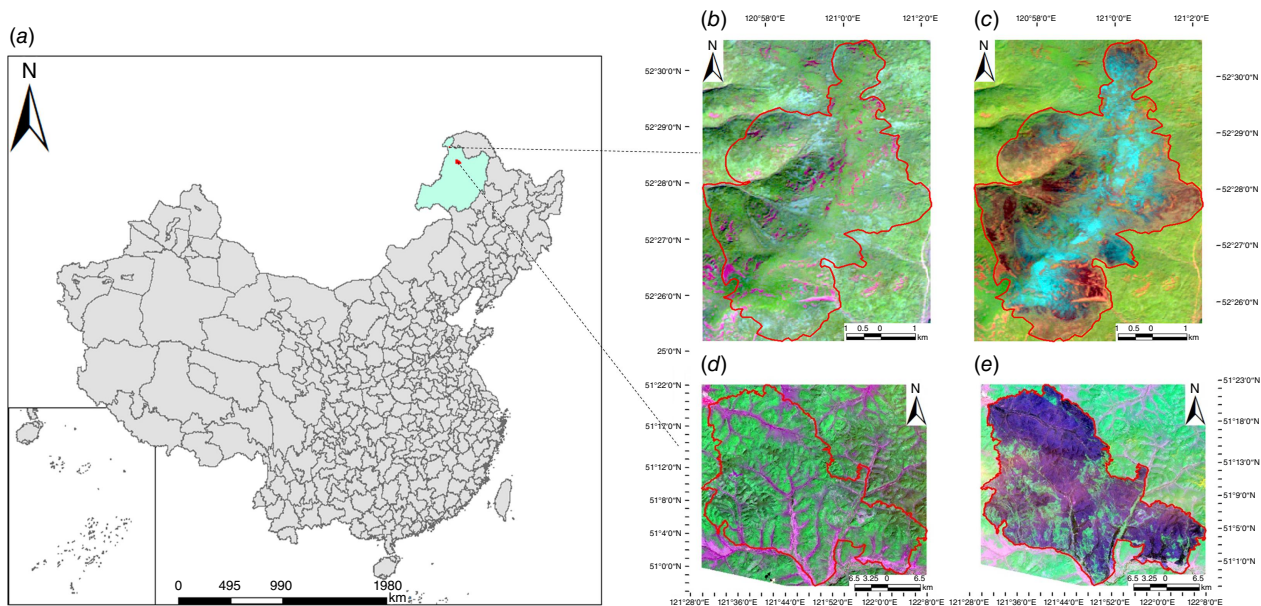 (a)
N
0 495 990 1980
km
(b)
120°58'0"E 121°0'0"E 121°2'0"E
N
52°30'0"N
52°29'0"N
52°28'0"N
52°27'0"N
52°26'0"N
25°0'0"N
1 0.5 0 1
km
(c)
120°58'0"E 121°0'0"E 121°2'0"E
N
52°30'0"N
52°29'0"N
52°28'0"N
52°27'0"N
52°26'0"N
1 0.5 0 1
km
(d)
N
51°22'0"N
51°17'0"N
51°12'0"N
51°8'0"N
51°4'0"N
51°0'0"N
6.5 3.25 0 6.5
km
121°28'0"E 121°36'0"E 121°44'0"E 121°52'0"E 122°0'0"E 122°8'0"E
(e)
N
51°23'0"N
51°18'0"N
51°13'0"N
51°9'0"N
51°5'0"N
51°1'0"N
6.5 3.25 0 6.5
km
121°28'0"E 121°36'0"E 121°44'0"E 121°52'0"E 122°0'0"E 122°8'0"E